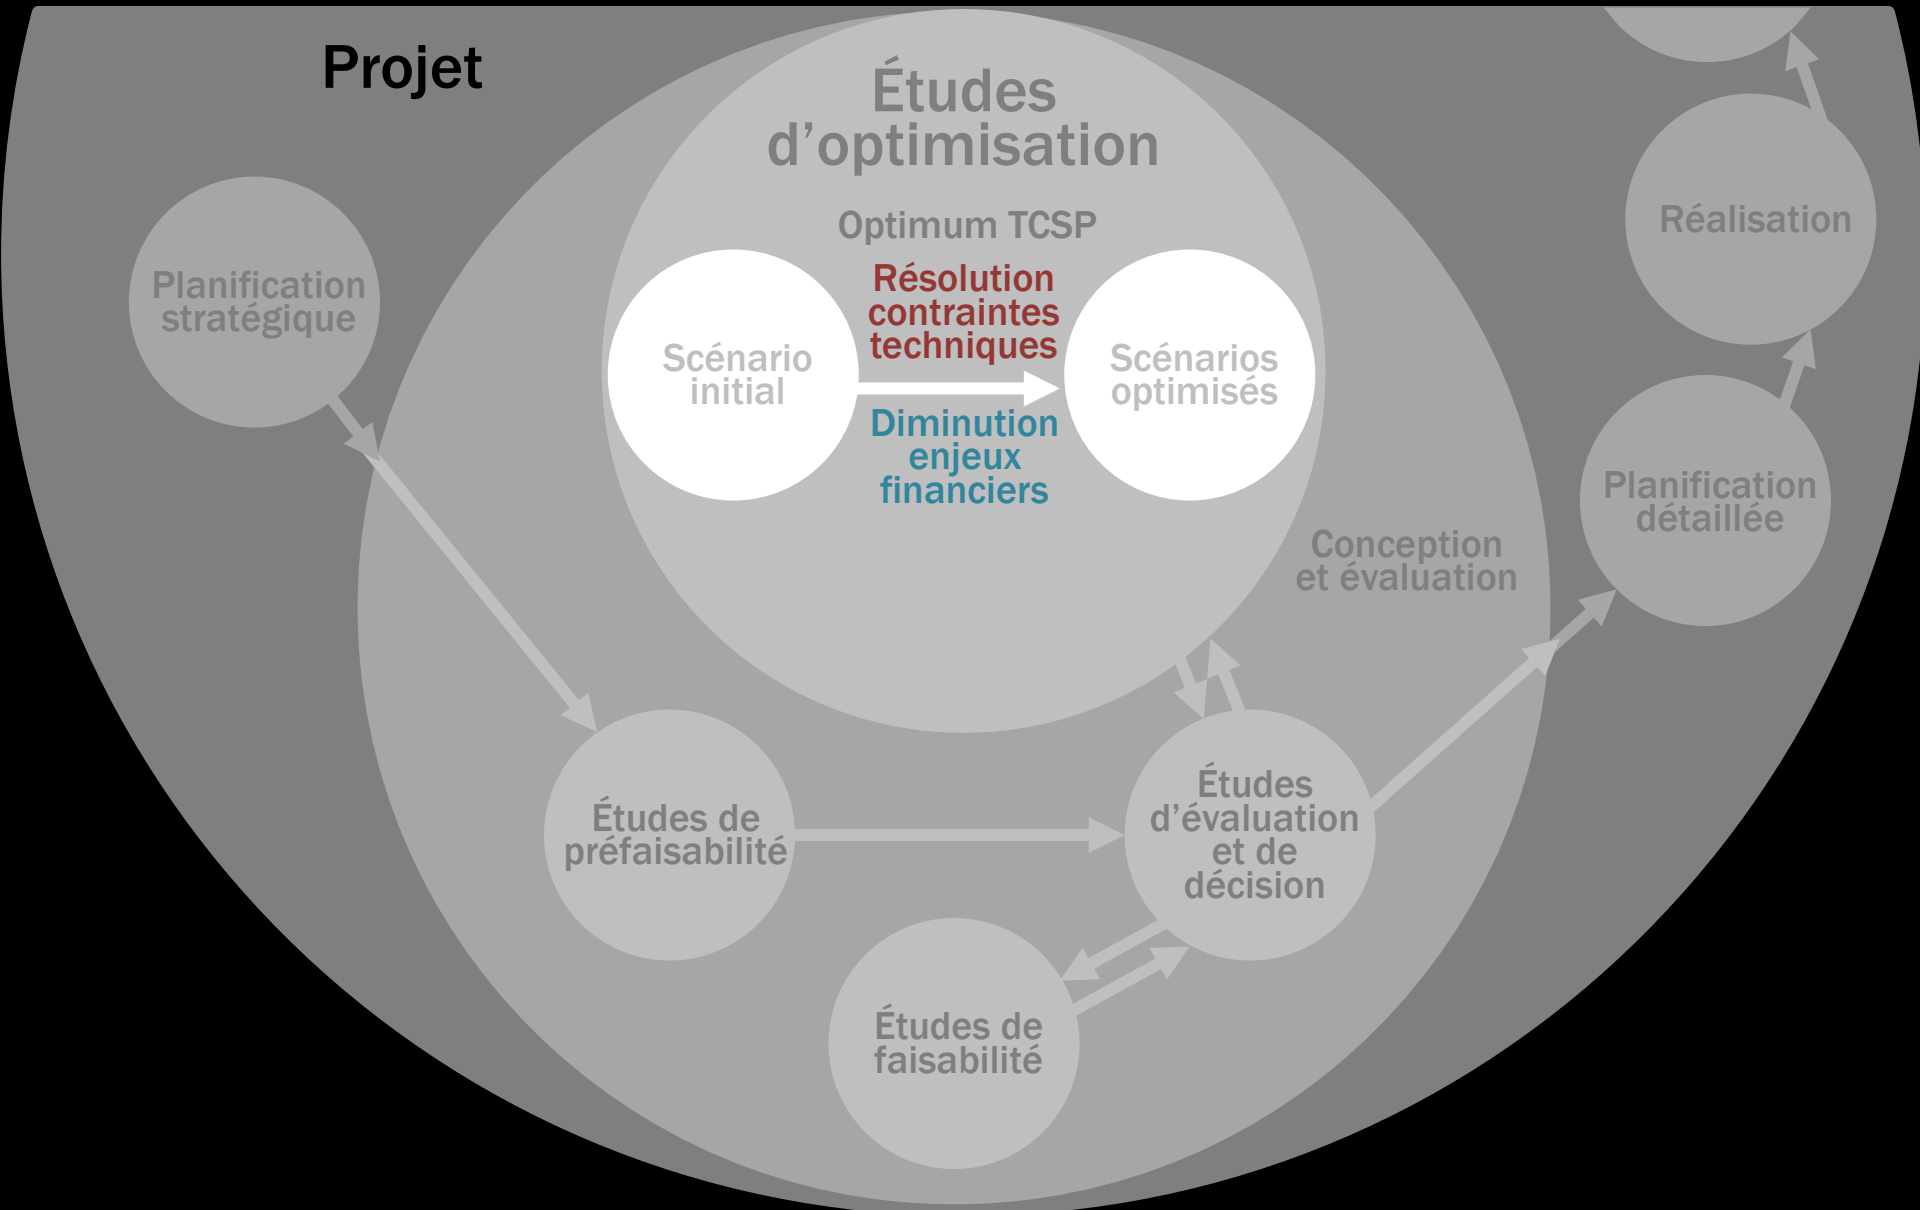 Projet
Études
d’optimisation
Optimum TCSP
Résolution
contraintes
techniques
Scénario
initial
Scénarios
optimisés
Diminution
enjeux
financiers
Planification
stratégique
Réalisation
Planification
détaillée
Conception
et évaluation
Études de
préfaisabilité
Études
d’évaluation
et de
décision
Études de
faisabilité